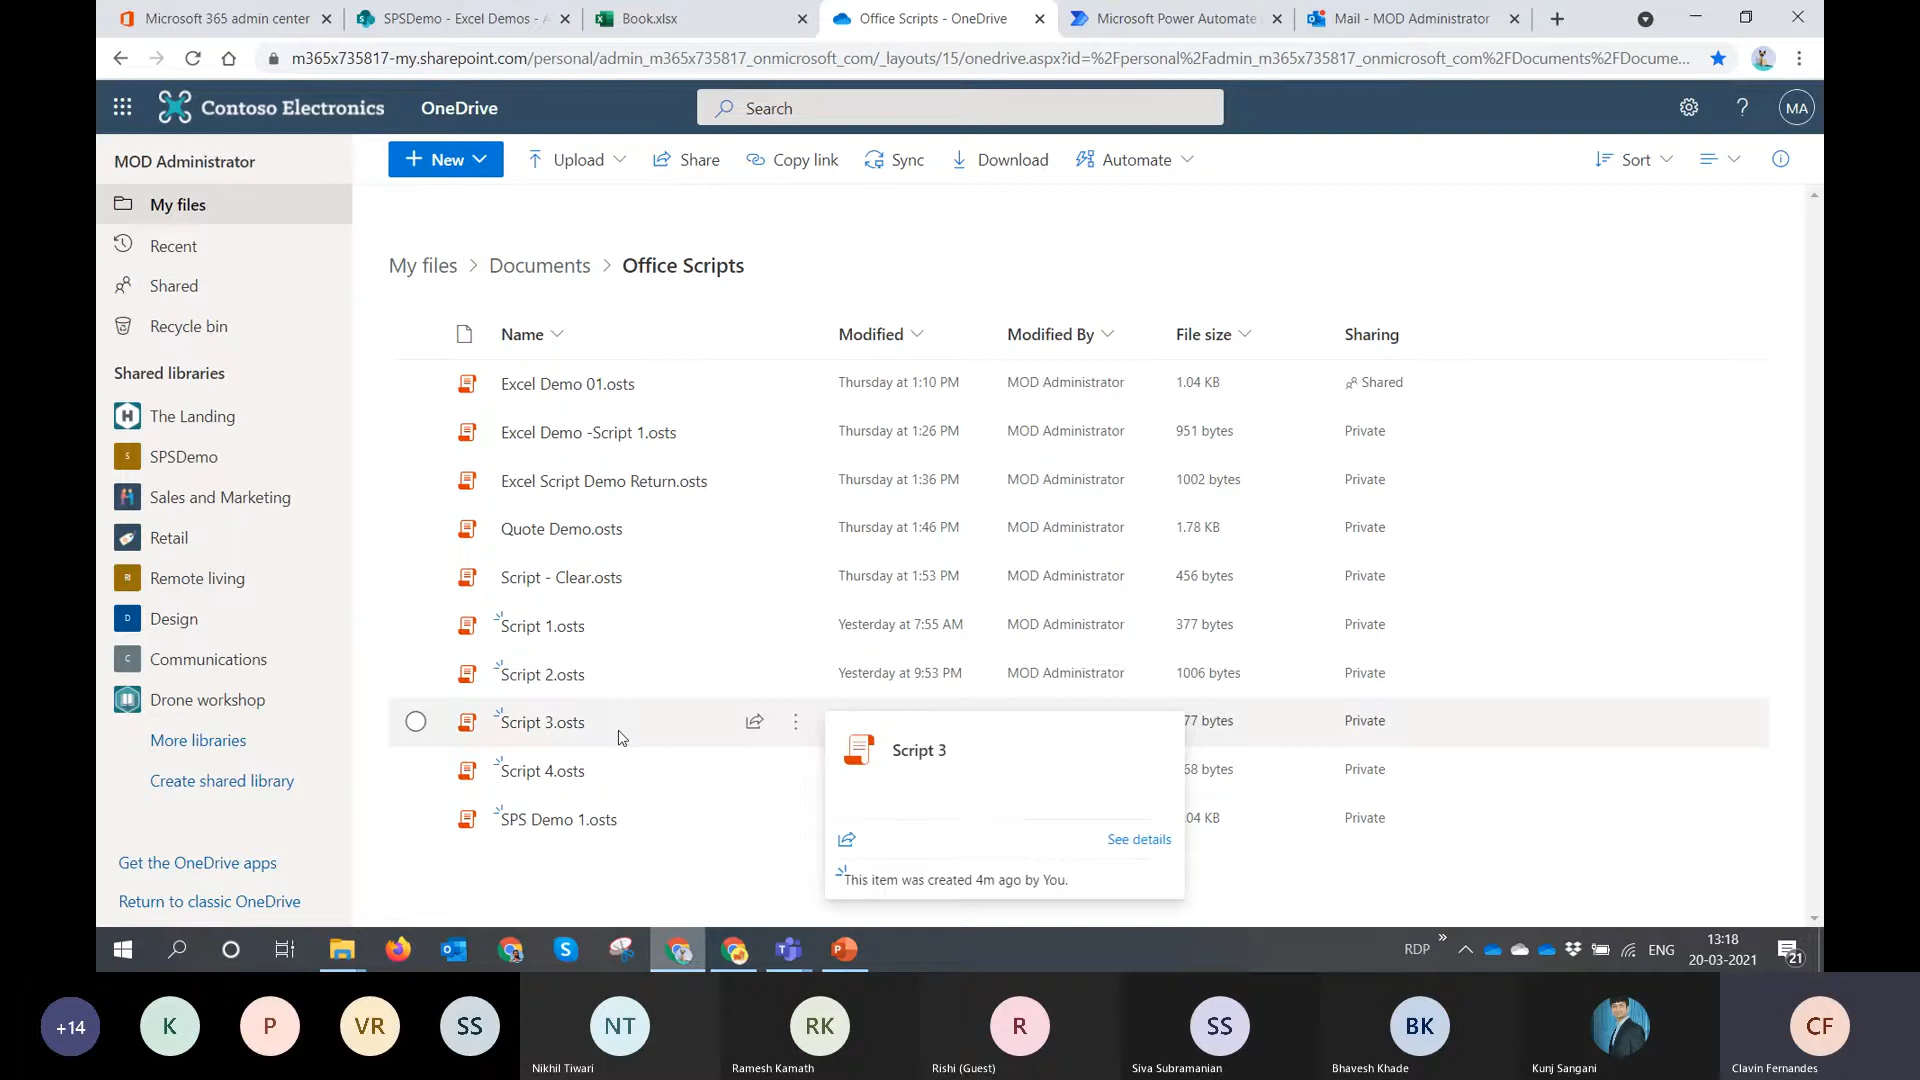 Microsoft 365 admin center
SPSDemo - Excel Demos - A
Book.xlsx
Office Scripts - OneDrive
Microsoft Power Automate
Mail - MOD Administrator
m365x735817-my.sharepoint.com/personal/admin_m365x735817_onmicrosoft_com/_layouts/15/onedrive.aspx?id=%2Fpersonal%2Fadmin_m365x735817_onmicrosoft_com%2FDocuments%2FDocume...
Contoso Electronics
OneDrive
Search
MA
MOD Administrator
New
Upload
Share
Copy link
Sync
Download
Automate
Sort
My files
Recent
Shared
Recycle bin
Shared libraries
The Landing
S SPSDemo
Sales and Marketing
Retail
Rl Remote living
D Design
C Communications
Drone workshop
More libraries
Create shared library
Get the OneDrive apps
Return to classic OneDrive
My files > Documents > Office Scripts
Name Modified Modified By File size Sharing
Excel Demo 01.osts Thursday at 1:10 PM MOD Administrator 1.04 KB Shared
Excel Demo -Script 1.osts Thursday at 1:26 PM MOD Administrator 951 bytes Private
Excel Script Demo Return.osts Thursday at 1:36 PM MOD Administrator 1002 bytes Private
Quote Demo.osts Thursday at 1:46 PM MOD Administrator 1.78 KB Private
Script - Clear.osts Thursday at 1:53 PM MOD Administrator 456 bytes Private
Script 1.osts Yesterday at 7:55 AM MOD Administrator 377 bytes Private
Script 2.osts Yesterday at 9:53 PM MOD Administrator 1006 bytes Private
Script 3.osts 77 bytes Private
Script 4.osts 68 bytes Private
SPS Demo 1.osts .04 KB Private
Script 3
See details
This item was created 4m ago by You.
RDP
ENG
13:18
20-03-2021
21
+14
K
P
VR
SS
NT
Nikhil Tiwari
RK
Ramesh Kamath
R
Rishi (Guest)
SS
Siva Subramanian
BK
Bhavesh Khade
Kunj Sangani
CF
Clavin Fernandes